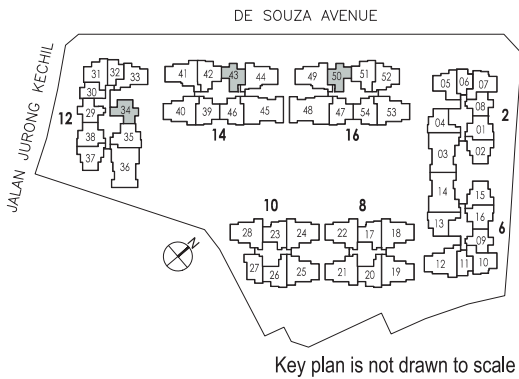 DE SOUZA AVENUE
JALAN JURONG KECHIL
31 32 33
30
29 34
12
38 35
37 36
41 42 43 44
40 39 46 45
14
49 50 51 52
48 47 54 53
16
05 06 07
08
04 01
2
03 02
14 15
13 16
09
6
12 11 10
10
28 23 24
27 26 25
8
22 17 18
21 20 19
N
Key plan is not drawn to scale